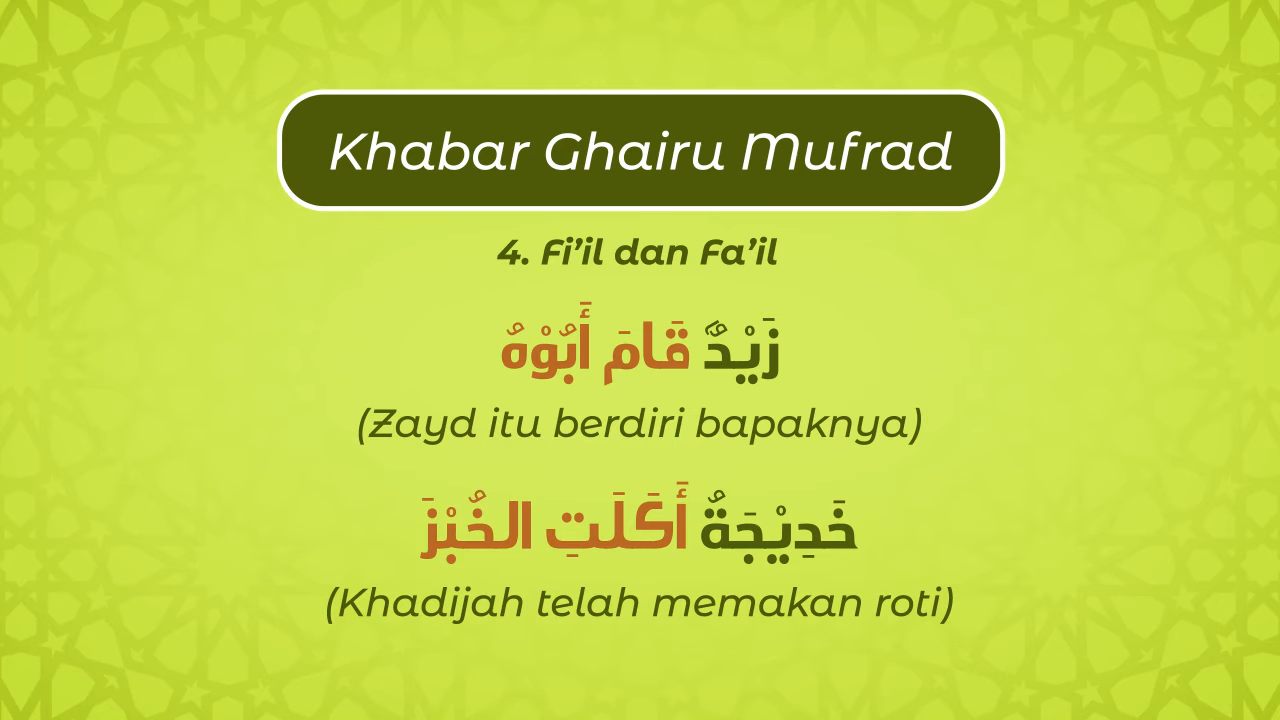 Khabar Ghairu Mufrad
4. Fi’il dan Fa’il
زَيْدٌ قَامَ أَبُوْهُ
(Zayd itu berdiri bapaknya)
خَدِيْجَةٌ أَكَلَتِ الخُبْزَ
(Khadijah telah memakan roti)